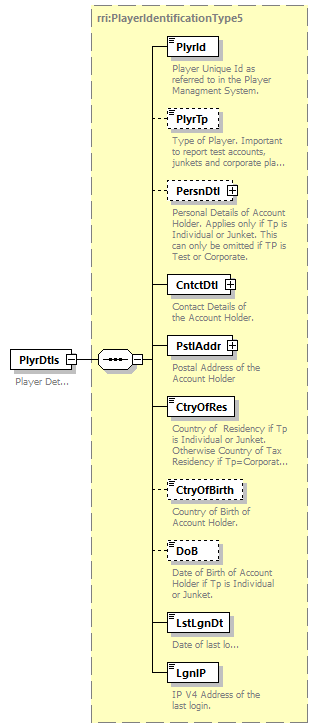 rri:PlayerIdentificationType5
PlyrId
Player Unique Id as
referred to in the Player
Managment System.
PlyrTp
Type of Player. Important
to report test accounts,
junkets and corporate pla...
PersnDtl
Personal Details of Account
Holder. Applies only if Tp is
Individual or Junket. This
can only be omitted if TP is
Test or Corporate.
CntctDtl
Contact Details of
the Account Holder.
PlyrDtls
Player Det...
PstlAddr
Postal Address of the
Account Holder
CtryOfRes
Country of  Residency if Tp
is Individual or Junket.
Otherwise Country of Tax
Residency if Tp=Corporat...
CtryOfBirth
Country of Birth of
Account Holder.
DoB
Date of Birth of Account
Holder if Tp is Individual
or Junket.
LstLgnDt
Date of last lo...
LgnIP
IP V4 Address of the
last login.